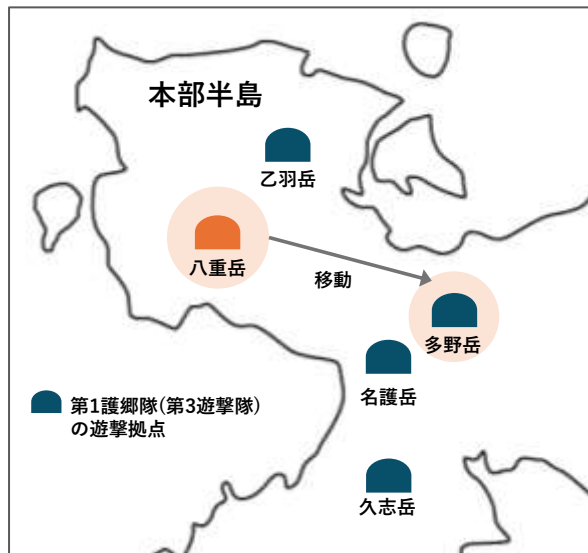 本部半島
乙羽岳
八重岳
移動
多野岳
名護岳
第1護郷隊(第3遊撃隊)
の遊撃拠点
久志岳